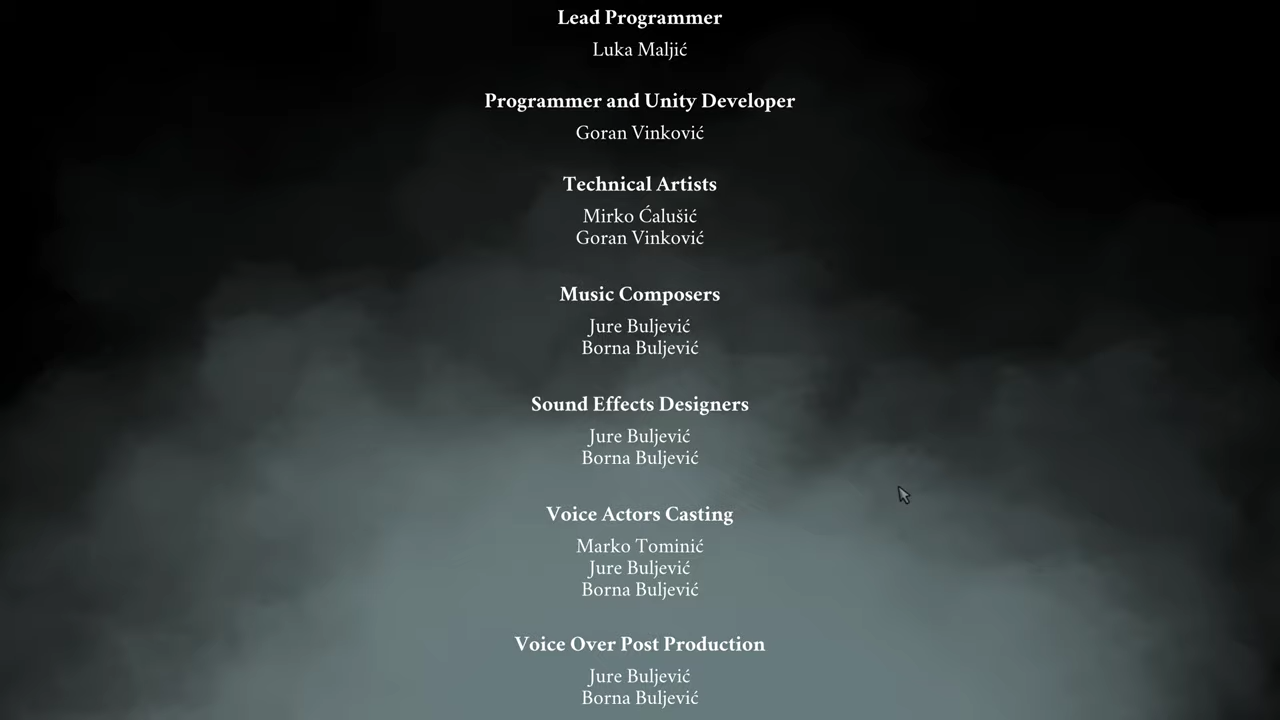 Lead Programmer
Luka Maljić
Programmer and Unity Developer
Goran Vinković
Technical Artists
Mirko Ćalušić
Goran Vinković
Music Composers
Jure Buljević
Borna Buljević
Sound Effects Designers
Jure Buljević
Borna Buljević
Voice Actors Casting
Marko Tominić
Jure Buljević
Borna Buljević
Voice Over Post Production
Jure Buljević
Borna Buljević